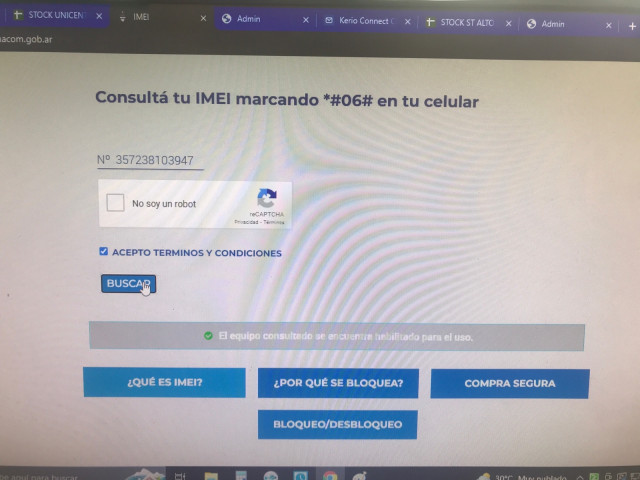 STOCK UNICEN
IMEI
Admin
Kerio Connect C
STOCK ST ALTO
Admin
nacom.gob.ar
Consultá tu IMEI marcando *#06# en tu celular
Nº 357238103947
No soy un robot
reCAPTCHA
Privacidad - Términos
ACEPTO TERMINOS Y CONDICIONES
BUSCAR
El equipo consultado se encuentra habilitado para el uso.
¿QUÉ ES IMEI?
¿POR QUÉ SE BLOQUEA?
COMPRA SEGURA
BLOQUEO/DESBLOQUEO
be aquí para buscar
30°C Muy nublado